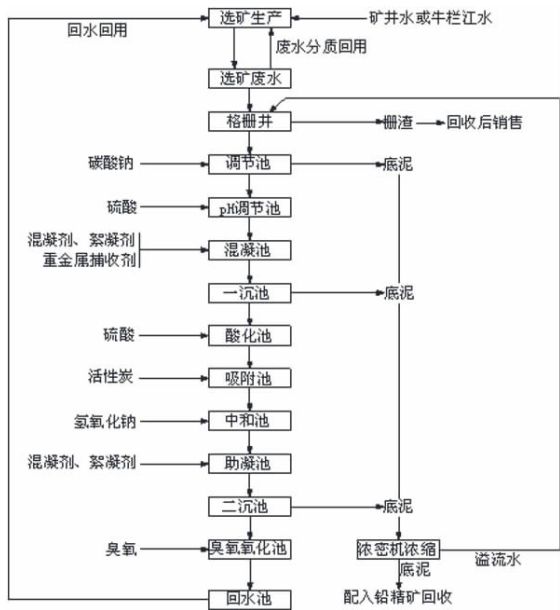 选矿生产
矿井水或牛栏江水
回水回用
废水分质回用
选矿废水
格栅井
栅渣
回收后销售
碳酸钠
调节池
底泥
硫酸
pH调节池
混凝剂、絮凝剂
重金属捕收剂
混凝池
一沉池
底泥
硫酸
酸化池
活性炭
吸附池
氢氧化钠
中和池
混凝剂、絮凝剂
助凝池
二沉池
底泥
臭氧
臭氧氧化池
浓密机浓缩
溢流水
底泥
回水池
配入铅精矿回收